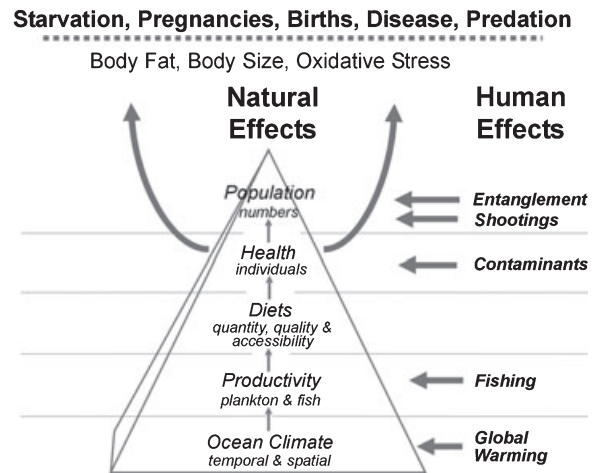 Starvation, Pregnancies, Births, Disease, Predation
Body Fat, Body Size, Oxidative Stress
Natural
Effects
Human
Effects
Population
numbers
Entanglement
Shootings
Health
individuals
Contaminants
Diets
quantity, quality &
accessibility
Productivity
plankton & fish
Fishing
Ocean Climate
temporal & spatial
Global
Warming